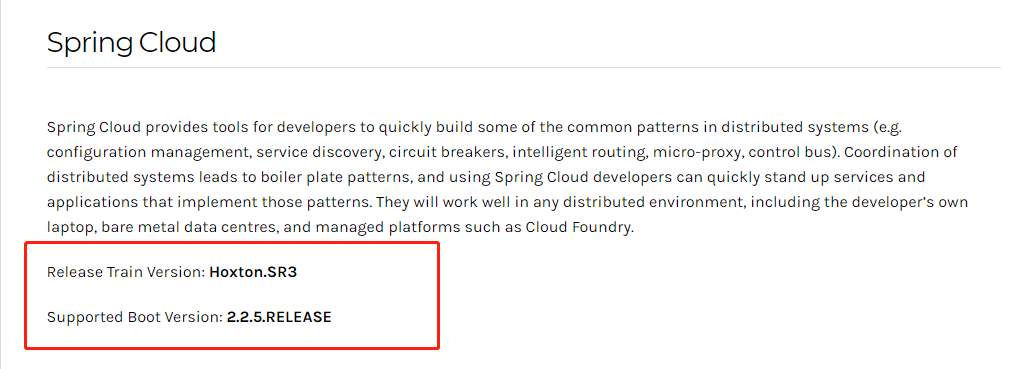 Spring Cloud
Spring Cloud provides tools for developers to quickly build some of the common patterns in distributed systems (e.g.
configuration management, service discovery, circuit breakers, intelligent routing, micro-proxy, control bus). Coordination of
distributed systems leads to boiler plate patterns, and using Spring Cloud developers can quickly stand up services and
applications that implement those patterns. They will work well in any distributed environment, including the developer’s own
laptop, bare metal data centres, and managed platforms such as Cloud Foundry.
Release Train Version: Hoxton.SR3
Supported Boot Version: 2.2.5.RELEASE